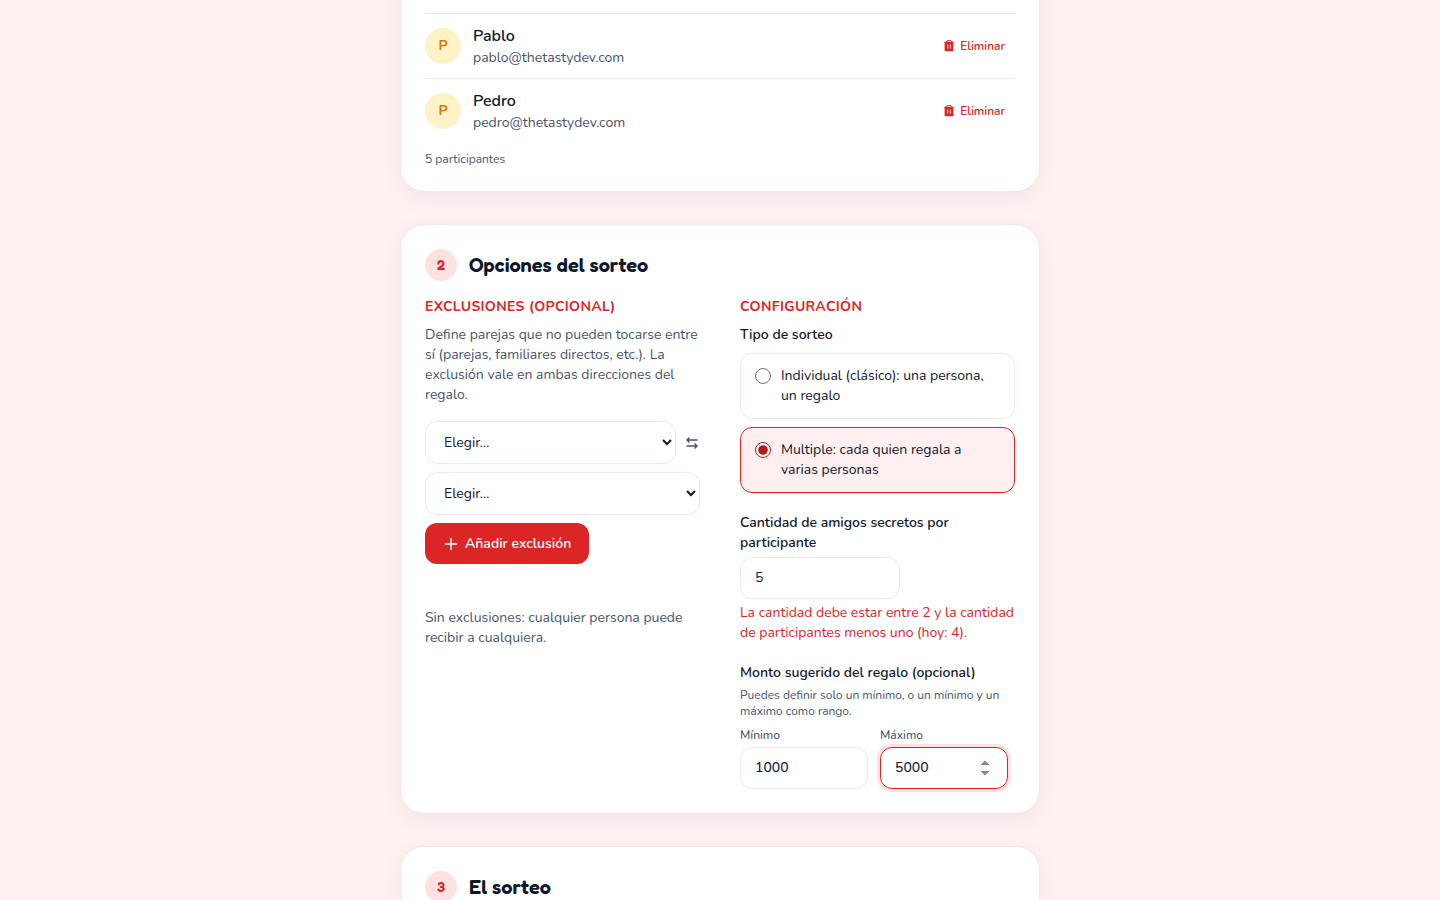 P
Pablo
pablo@thetastydev.com
Eliminar
P
Pedro
pedro@thetastydev.com
Eliminar
5 participantes
2
Opciones del sorteo
EXCLUSIONES (OPCIONAL)
Define parejas que no pueden tocarse entre
sí (parejas, familiares directos, etc.). La
exclusión vale en ambas direcciones del
regalo.
Elegir...
Elegir...
Añadir exclusión
Sin exclusiones: cualquier persona puede
recibir a cualquiera.
CONFIGURACIÓN
Tipo de sorteo
Individual (clásico): una persona,
un regalo
Multiple: cada quien regala a
varias personas
Cantidad de amigos secretos por
participante
5
La cantidad debe estar entre 2 y la cantidad
de participantes menos uno (hoy: 4).
Monto sugerido del regalo (opcional)
Puedes definir solo un mínimo, o un mínimo y un
máximo como rango.
Mínimo
Máximo
1000
5000
3
El sorteo